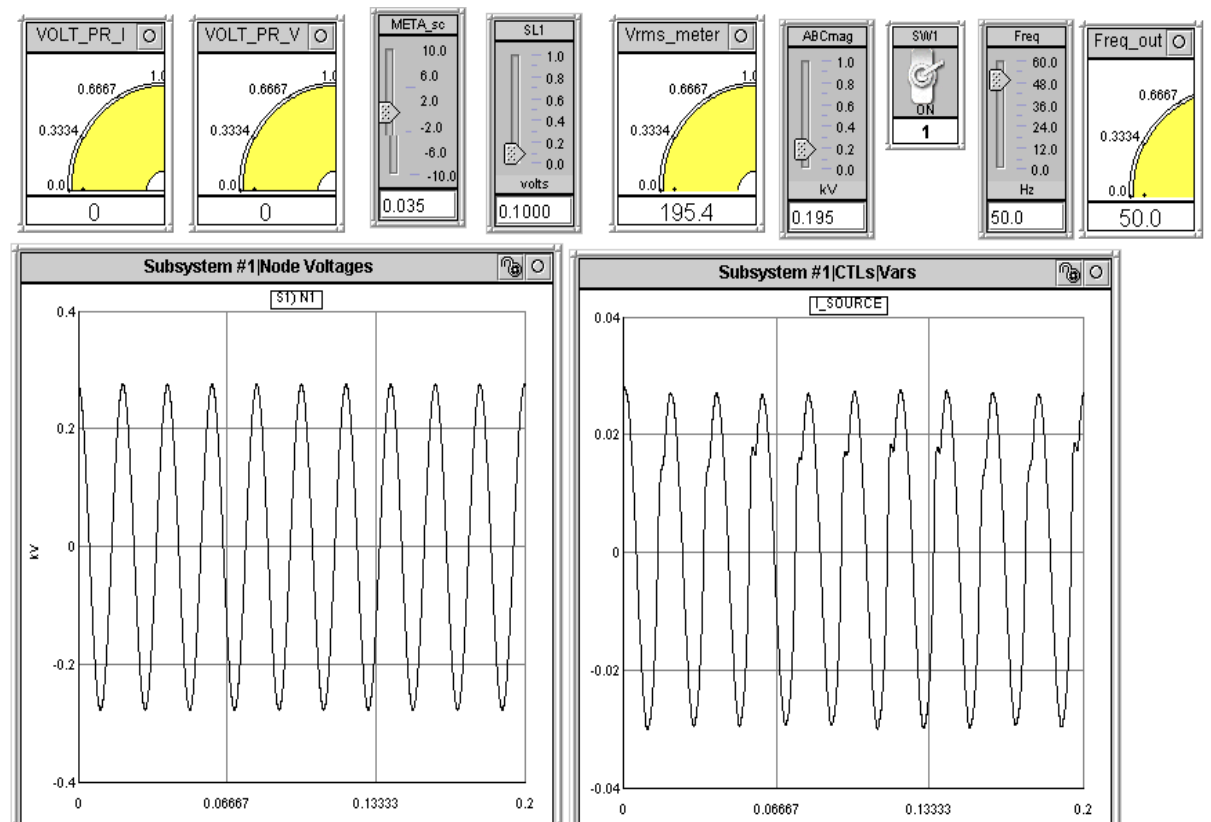 VOLT_PR_I
1.0
0.6667
0.3334
0.0
0
VOLT_PR_V
1.0
0.6667
0.3334
0.0
0
META_sc
10.0
6.0
2.0
-2.0
-6.0
-10.0
0.035
SL1
1.0
0.8
0.6
0.4
0.2
0.0
volts
0.1000
Vrms_meter
1.0
0.6667
0.3334
0.0
195.4
ABCmag
1.0
0.8
0.6
0.4
0.2
0.0
kV
0.195
SW1
ON
1
Freq
60.0
48.0
36.0
24.0
12.0
0.0
Hz
50.0
Freq_out
0.6667
0.3334
0.0
50.0
Subsystem #1|Node Voltages
S1) N1
0.4
0.2
0
-0.2
-0.4
kV
0 0.06667 0.13333 0.2
Subsystem #1|CTLs|Vars
I_SOURCE
0.04
0.02
0
-0.02
-0.04
0 0.06667 0.13333 0.2